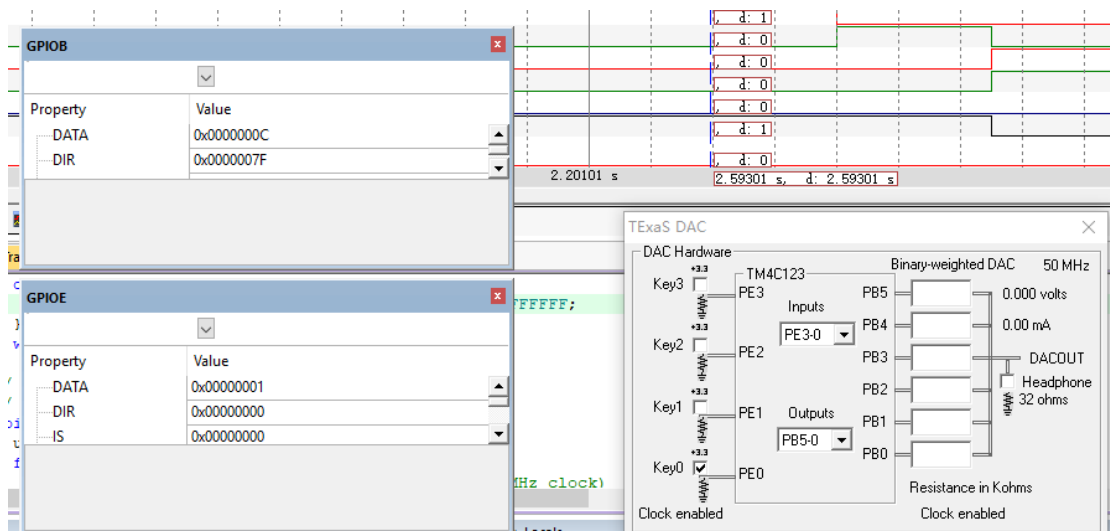 , d: 1
, d: 0
, d: 0
, d: 0
, d: 0
, d: 1
, d: 0
2.20101 s
2.59301 s, d: 2.59301 s
GPIOB
x
Property Value
DATA 0x0000000C
DIR 0x0000007F
GPIOE
x
Property Value
DATA 0x00000001
DIR 0x00000000
IS 0x00000000
FFFFFF;
MHz clock)
TExaS DAC
DAC Hardware
Binary-weighted DAC 50 MHz
+3.3
Key3
TM4C123
PE3
Inputs
PE3-0
PB5
0.000 volts
+3.3
Key2
PE2
PB4
0.00 mA
PB3
DACOUT
PB2
Headphone
32 ohms
+3.3
Key1
PE1
Outputs
PB5-0
PB1
+3.3
Key0
PE0
PB0
Resistance in Kohms
Clock enabled
Clock enabled